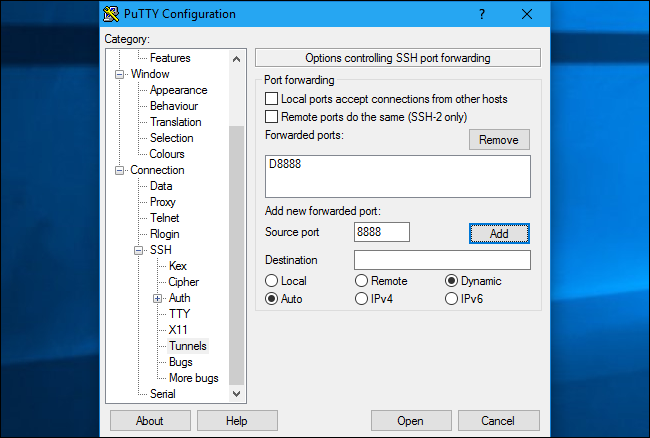 PuTTY Configuration
?
Category:
Features
Window
Appearance
Behaviour
Translation
Selection
Colours
Connection
Data
Proxy
Telnet
Rlogin
SSH
Kex
Cipher
Auth
TTY
X11
Tunnels
Bugs
More bugs
Serial
Options controlling SSH port forwarding
Port forwarding
Local ports accept connections from other hosts
Remote ports do the same (SSH-2 only)
Forwarded ports:
Remove
D8888
Add new forwarded port:
Source port 8888 Add
Destination
Local Remote Dynamic
Auto IPv4 IPv6
About Help Open Cancel